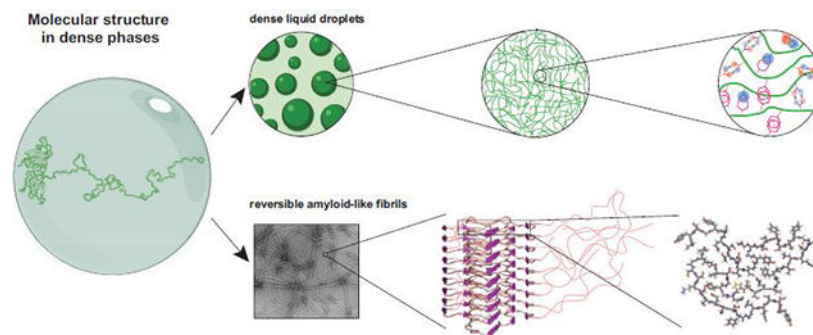 Molecular structure
in dense phases
dense liquid droplets
reversible amyloid-like fibrils